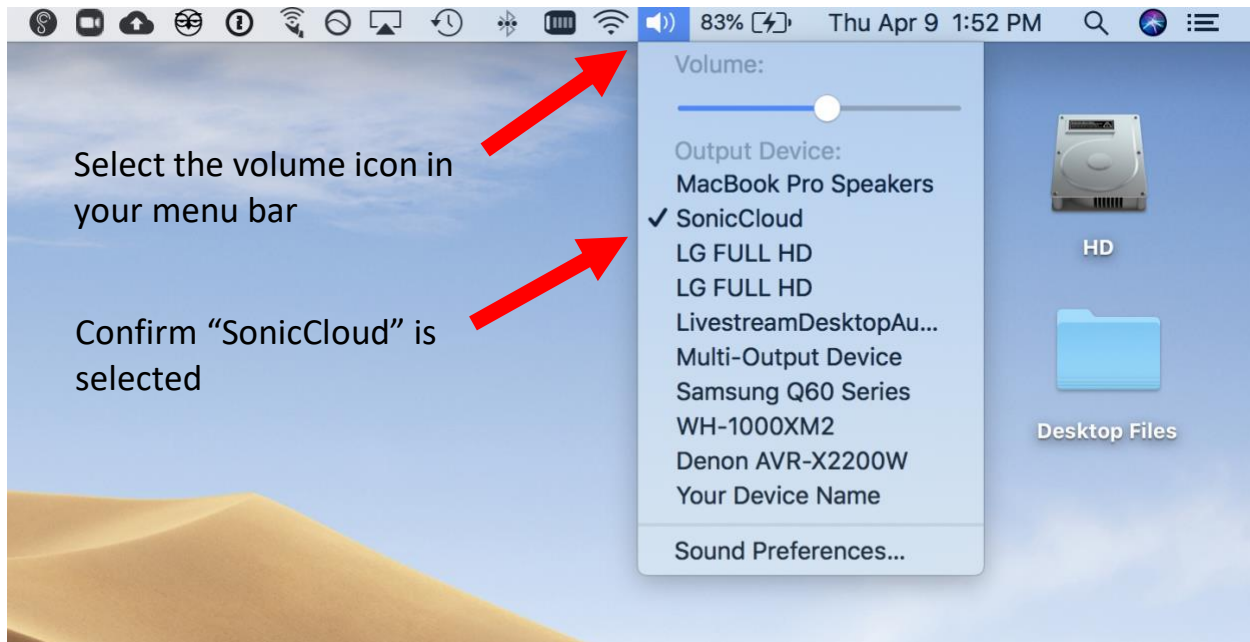 83% Thu Apr 9 1:52 PM
Volume:
Select the volume icon in
your menu bar
Output Device:
MacBook Pro Speakers
SonicCloud
LG FULL HD
LG FULL HD
LivestreamDesktopAu...
Multi-Output Device
Samsung Q60 Series
WH-1000XM2
Denon AVR-X2200W
Your Device Name
Sound Preferences...
Confirm “SonicCloud” is
selected
HD
Desktop Files